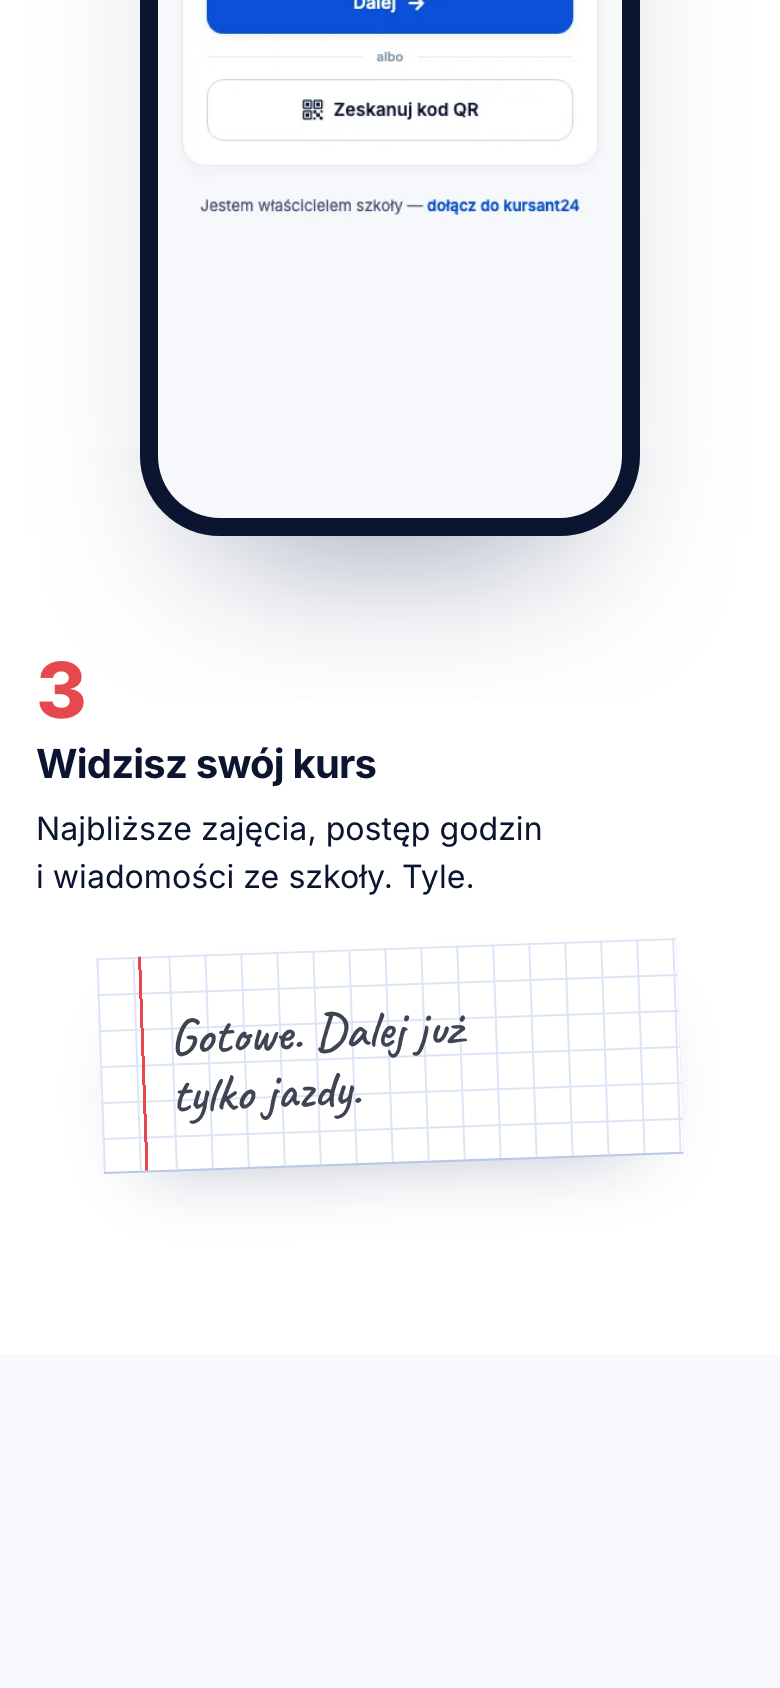 Dalej →
albo
Zeskanuj kod QR
Jestem właścicielem szkoły — dołącz do kursant24
3
Widzisz swój kurs
Najbliższe zajęcia, postęp godzin
i wiadomości ze szkoły. Tyle.
Gotowe. Dalej już
tylko jazdy.